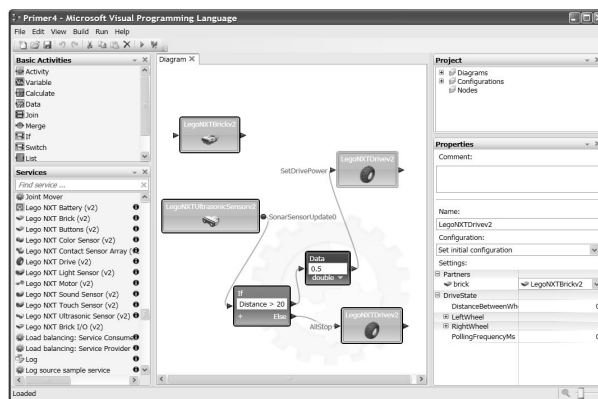 Primer4 - Microsoft Visual Programming Language
File Edit View Build Run Help
Basic Activities
Activity
Variable
Calculate
Data
Join
Merge
If
Switch
List
Services
Find service ...
Joint Mover
Lego NXT Battery (v2)
Lego NXT Brick (v2)
Lego NXT Buttons (v2)
Lego NXT Color Sensor (v2)
Lego NXT Contact Sensor Array (
Lego NXT Drive (v2)
Lego NXT Light Sensor (v2)
Lego NXT Motor (v2)
Lego NXT Sound Sensor (v2)
Lego NXT Touch Sensor (v2)
Lego NXT Ultrasonic Sensor (v2)
Lego NXT Brick I/O (v2)
Load balancing: Service Consume
Load balancing: Service Provider
Log
Log source sample service
Loaded
Diagram
LegoNXTBrickv2
SetDrivePower
LegoNXTDrivev2
LegoNXTUltrasonicSensorv2
SonarSensorUpdate0
Data
0.5
double
If
Distance > 20
+ Else
AllStop
LegoNXTDrivev2
Project
Diagrams
Configurations
Nodes
Properties
Comment:
Name:
LegoNXTDrivev2
Configuration:
Set initial configuration
Settings:
Partners
brick LegoNXTBrickv2
DriveState
DistanceBetweenWh 0
LeftWheel
RightWheel
PollingFrequencyMs 0